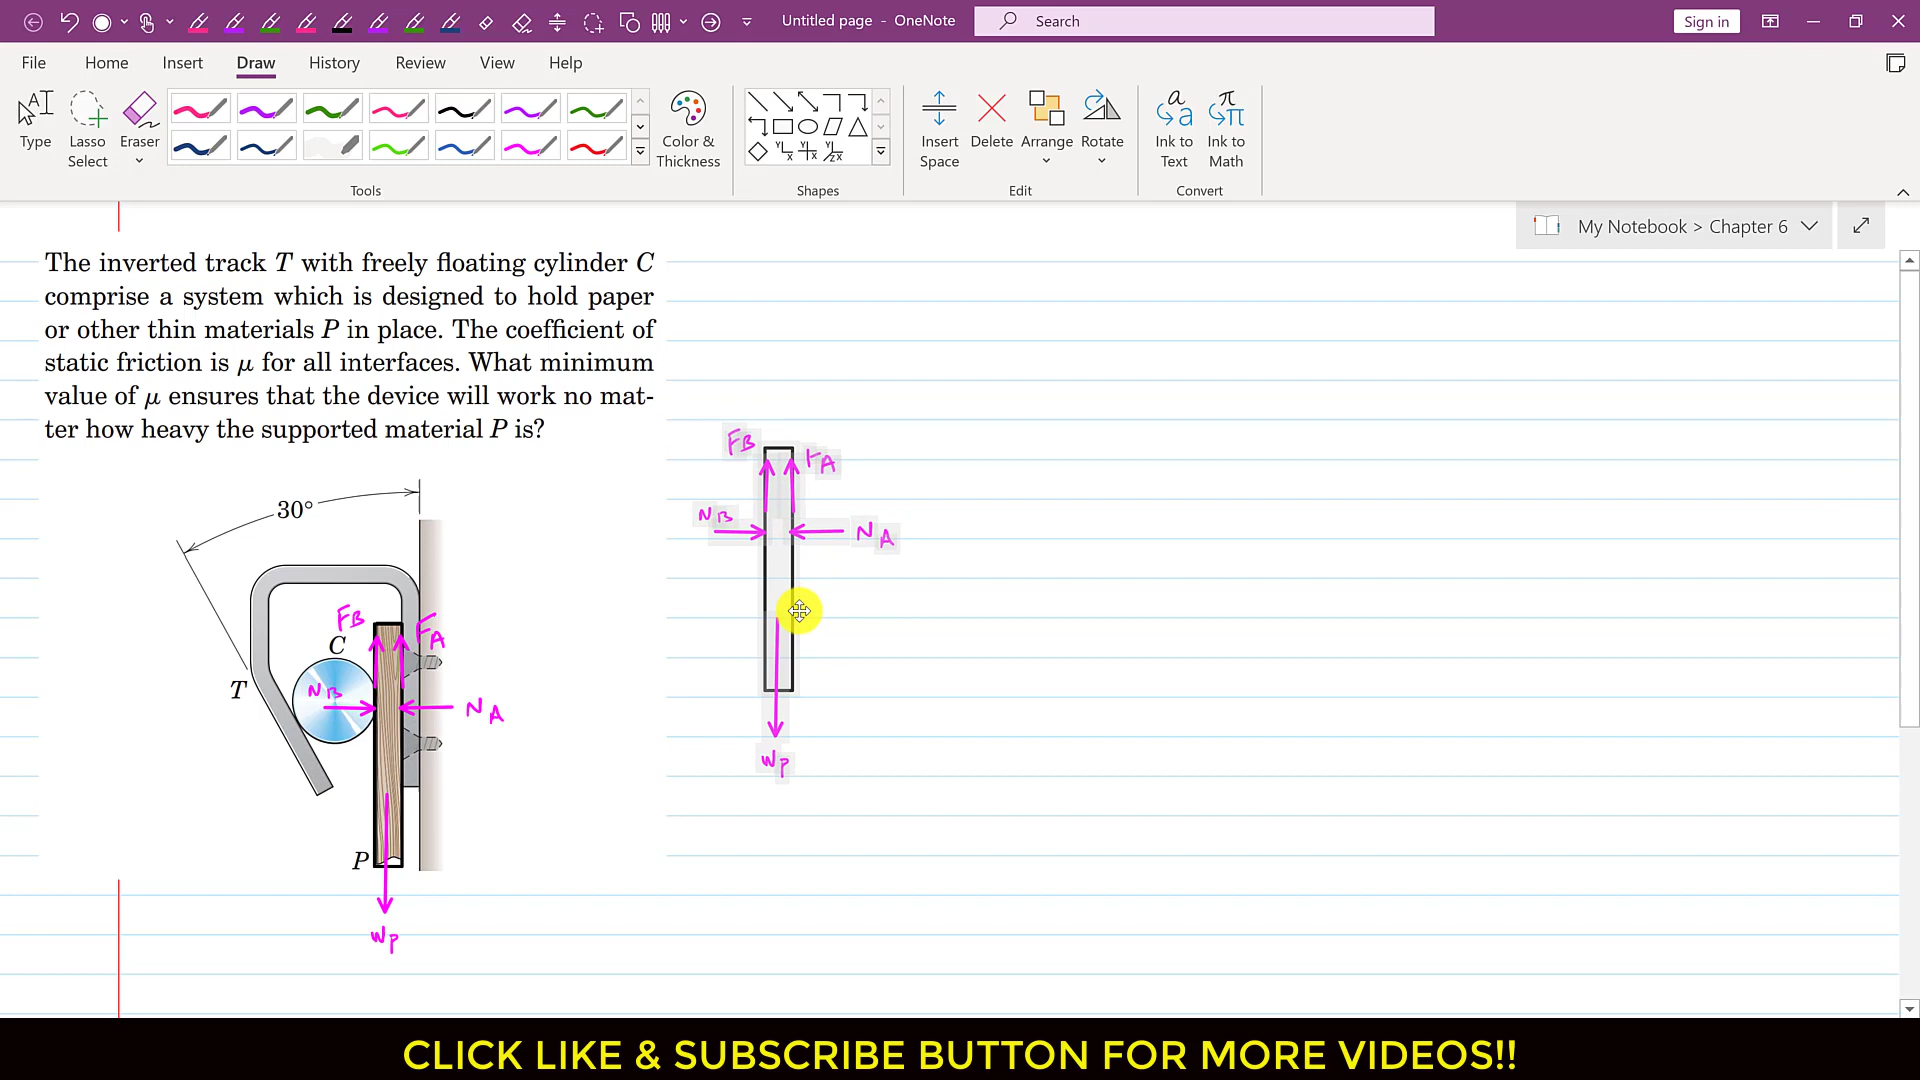 Untitled page - OneNote
Search
Sign in
File Home Insert Draw History Review View Help
Type
Lasso Select
Eraser
Color & Thickness
Insert Space
Delete
Arrange
Rotate
Ink to Text
Ink to Math
Tools
Shapes
Edit
Convert
My Notebook > Chapter 6
The inverted track T with freely floating cylinder C
comprise a system which is designed to hold paper
or other thin materials P in place. The coefficient of
static friction is μ for all interfaces. What minimum
value of μ ensures that the device will work no mat-
ter how heavy the supported material P is?
30°
FB
FA
C
T
NB
NA
P
WP
FB
FA
NB
NA
WP
CLICK LIKE & SUBSCRIBE BUTTON FOR MORE VIDEOS!!